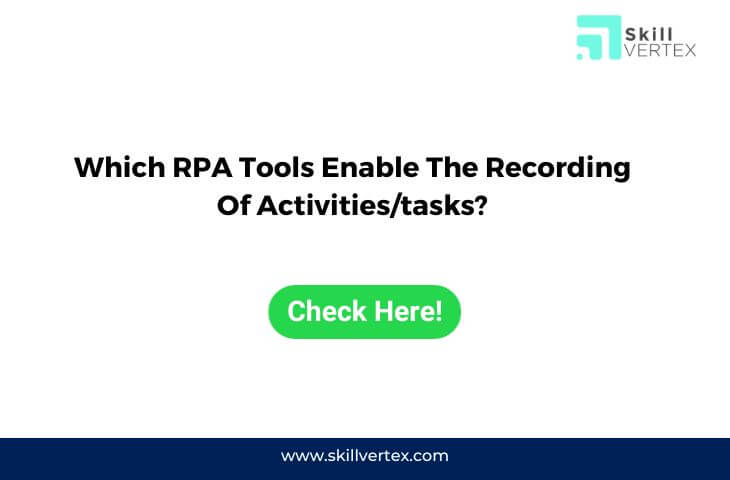 Skill
VERTEX
Which RPA Tools Enable The Recording
Of Activities/tasks?
Check Here!
www.skillvertex.com